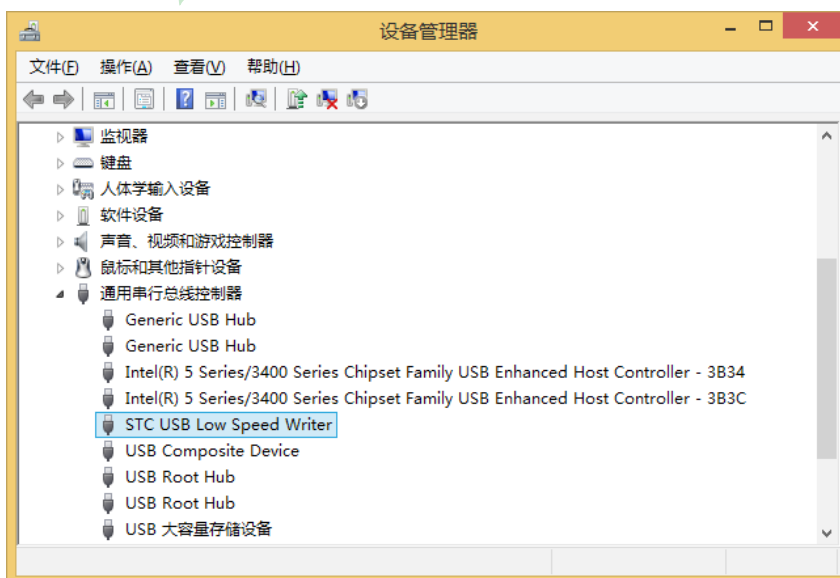 设备管理器
文件(F) 操作(A) 查看(V) 帮助(H)
监视器
键盘
人体学输入设备
软件设备
声音、视频和游戏控制器
鼠标和其他指针设备
通用串行总线控制器
Generic USB Hub
Generic USB Hub
Intel(R) 5 Series/3400 Series Chipset Family USB Enhanced Host Controller - 3B34
Intel(R) 5 Series/3400 Series Chipset Family USB Enhanced Host Controller - 3B3C
STC USB Low Speed Writer
USB Composite Device
USB Root Hub
USB Root Hub
USB 大容量存储设备